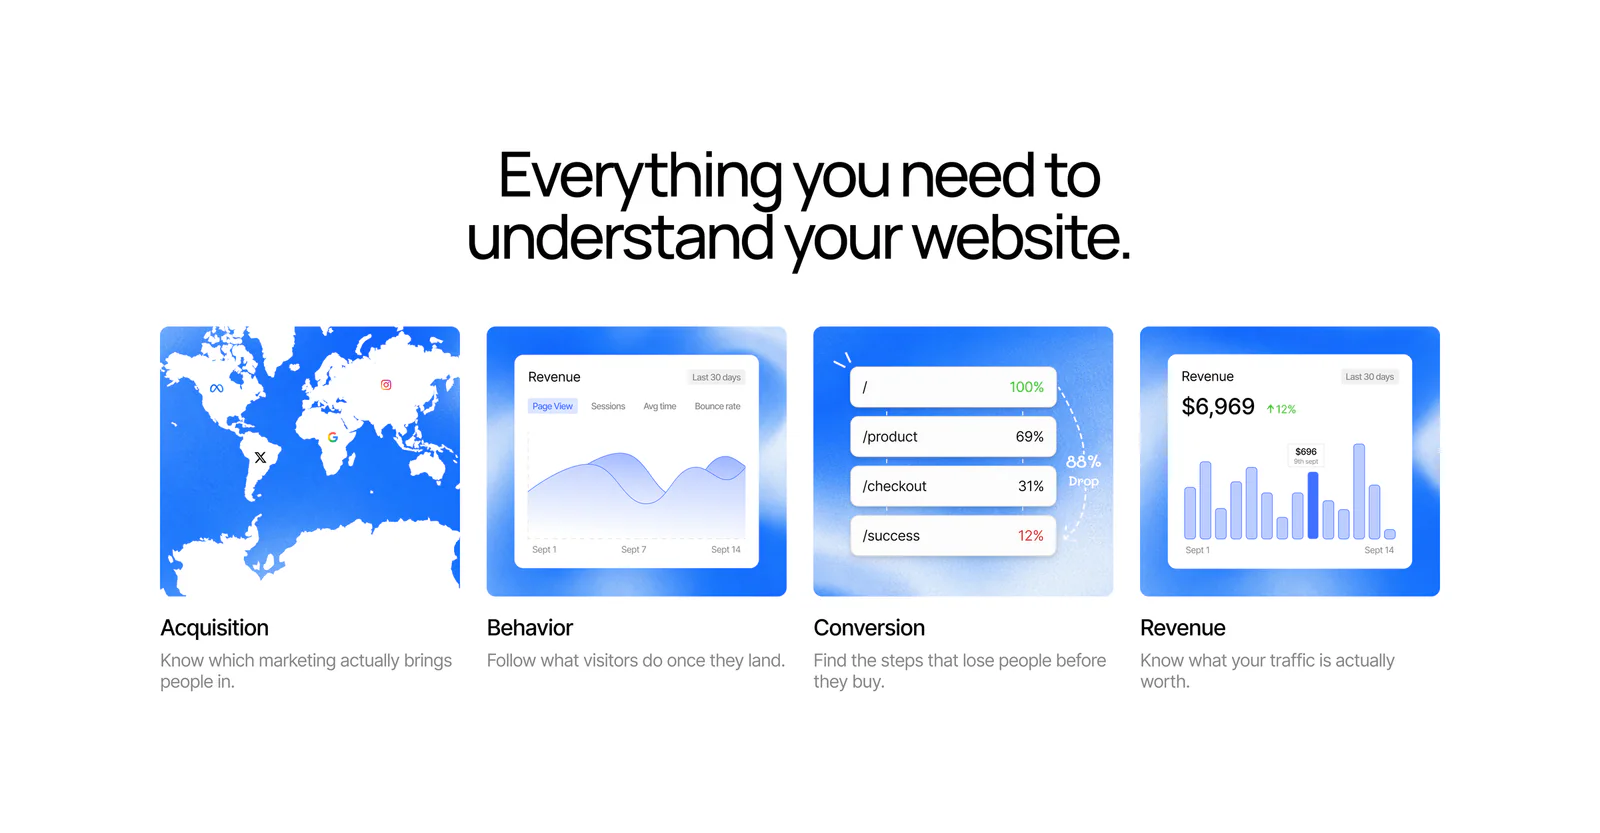 Everything you need to
understand your website.
Acquisition
Know which marketing actually brings
people in.
Revenue
Last 30 days
Page View
Sessions
Avg time
Bounce rate
Sept 1
Sept 7
Sept 14
Behavior
Follow what visitors do once they land.
/ 100%
/product 69%
/checkout 31%
/success 12%
88%
Drop
Conversion
Find the steps that lose people before
they buy.
Revenue
Last 30 days
$6,969
12%
$696
9th sept
Sept 1
Sept 14
Revenue
Know what your traffic is actually
worth.